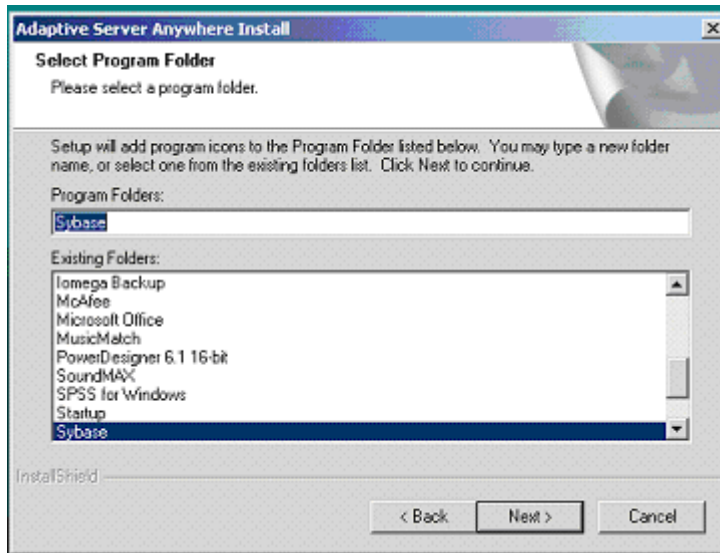 Adaptive Server Anywhere Install
Select Program Folder
Please select a program folder.
Setup will add program icons to the Program Folder listed below. You may type a new folder
name, or select one from the existing folders list. Click Next to continue.
Program Folders:
Sybase
Existing Folders:
Iomega Backup
McAfee
Microsoft Office
MusicMatch
PowerDesigner 6.1 16-bit
SoundMAX
SPSS for Windows
Startup
Sybase
InstallShield
< Back
Next >
Cancel